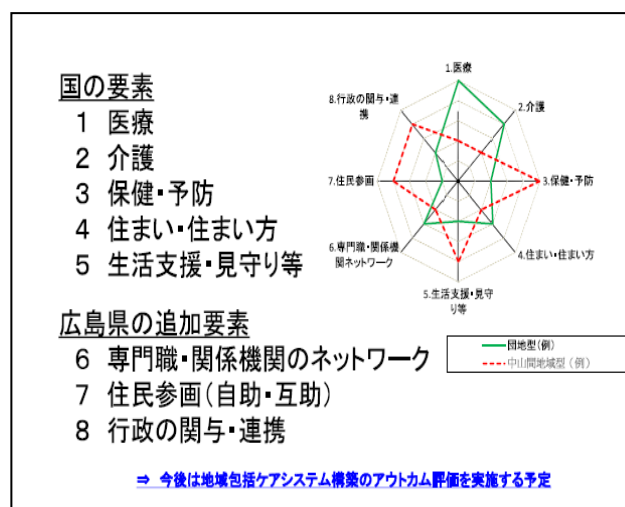 国の要素
1 医療
2 介護
3 保健・予防
4 住まい・住まい方
5 生活支援・見守り等
広島県の追加要素
6 専門職・関係機関のネットワーク
7 住民参画(自助・互助)
8 行政の関与・連携
1.医療
2.介護
3.保健・予防
4.住まい・住まい方
5.生活支援・見守
り等
6.専門職・関係機
関ネットワーク
7.住民参画
8.行政の関与・連
携
団地型(例)
中山間地域型(例)
⇒ 今後は地域包括ケアシステム構築のアウトカム評価を実施する予定